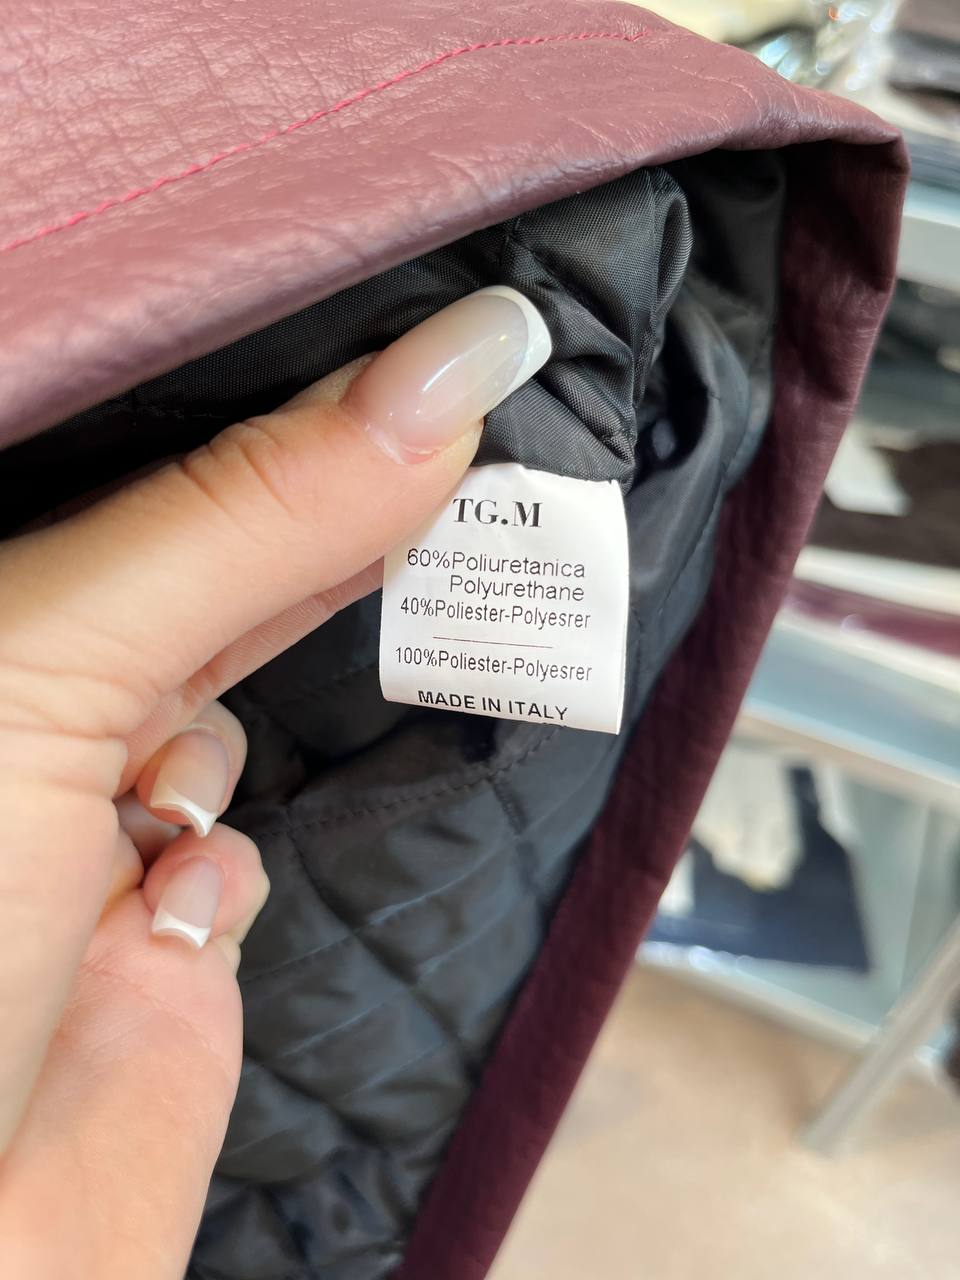 TG.M
60%Poliuretanica
Polyurethane
40%Poliester-Polyesrer
100%Poliester-Polyesrer
MADE IN ITALY